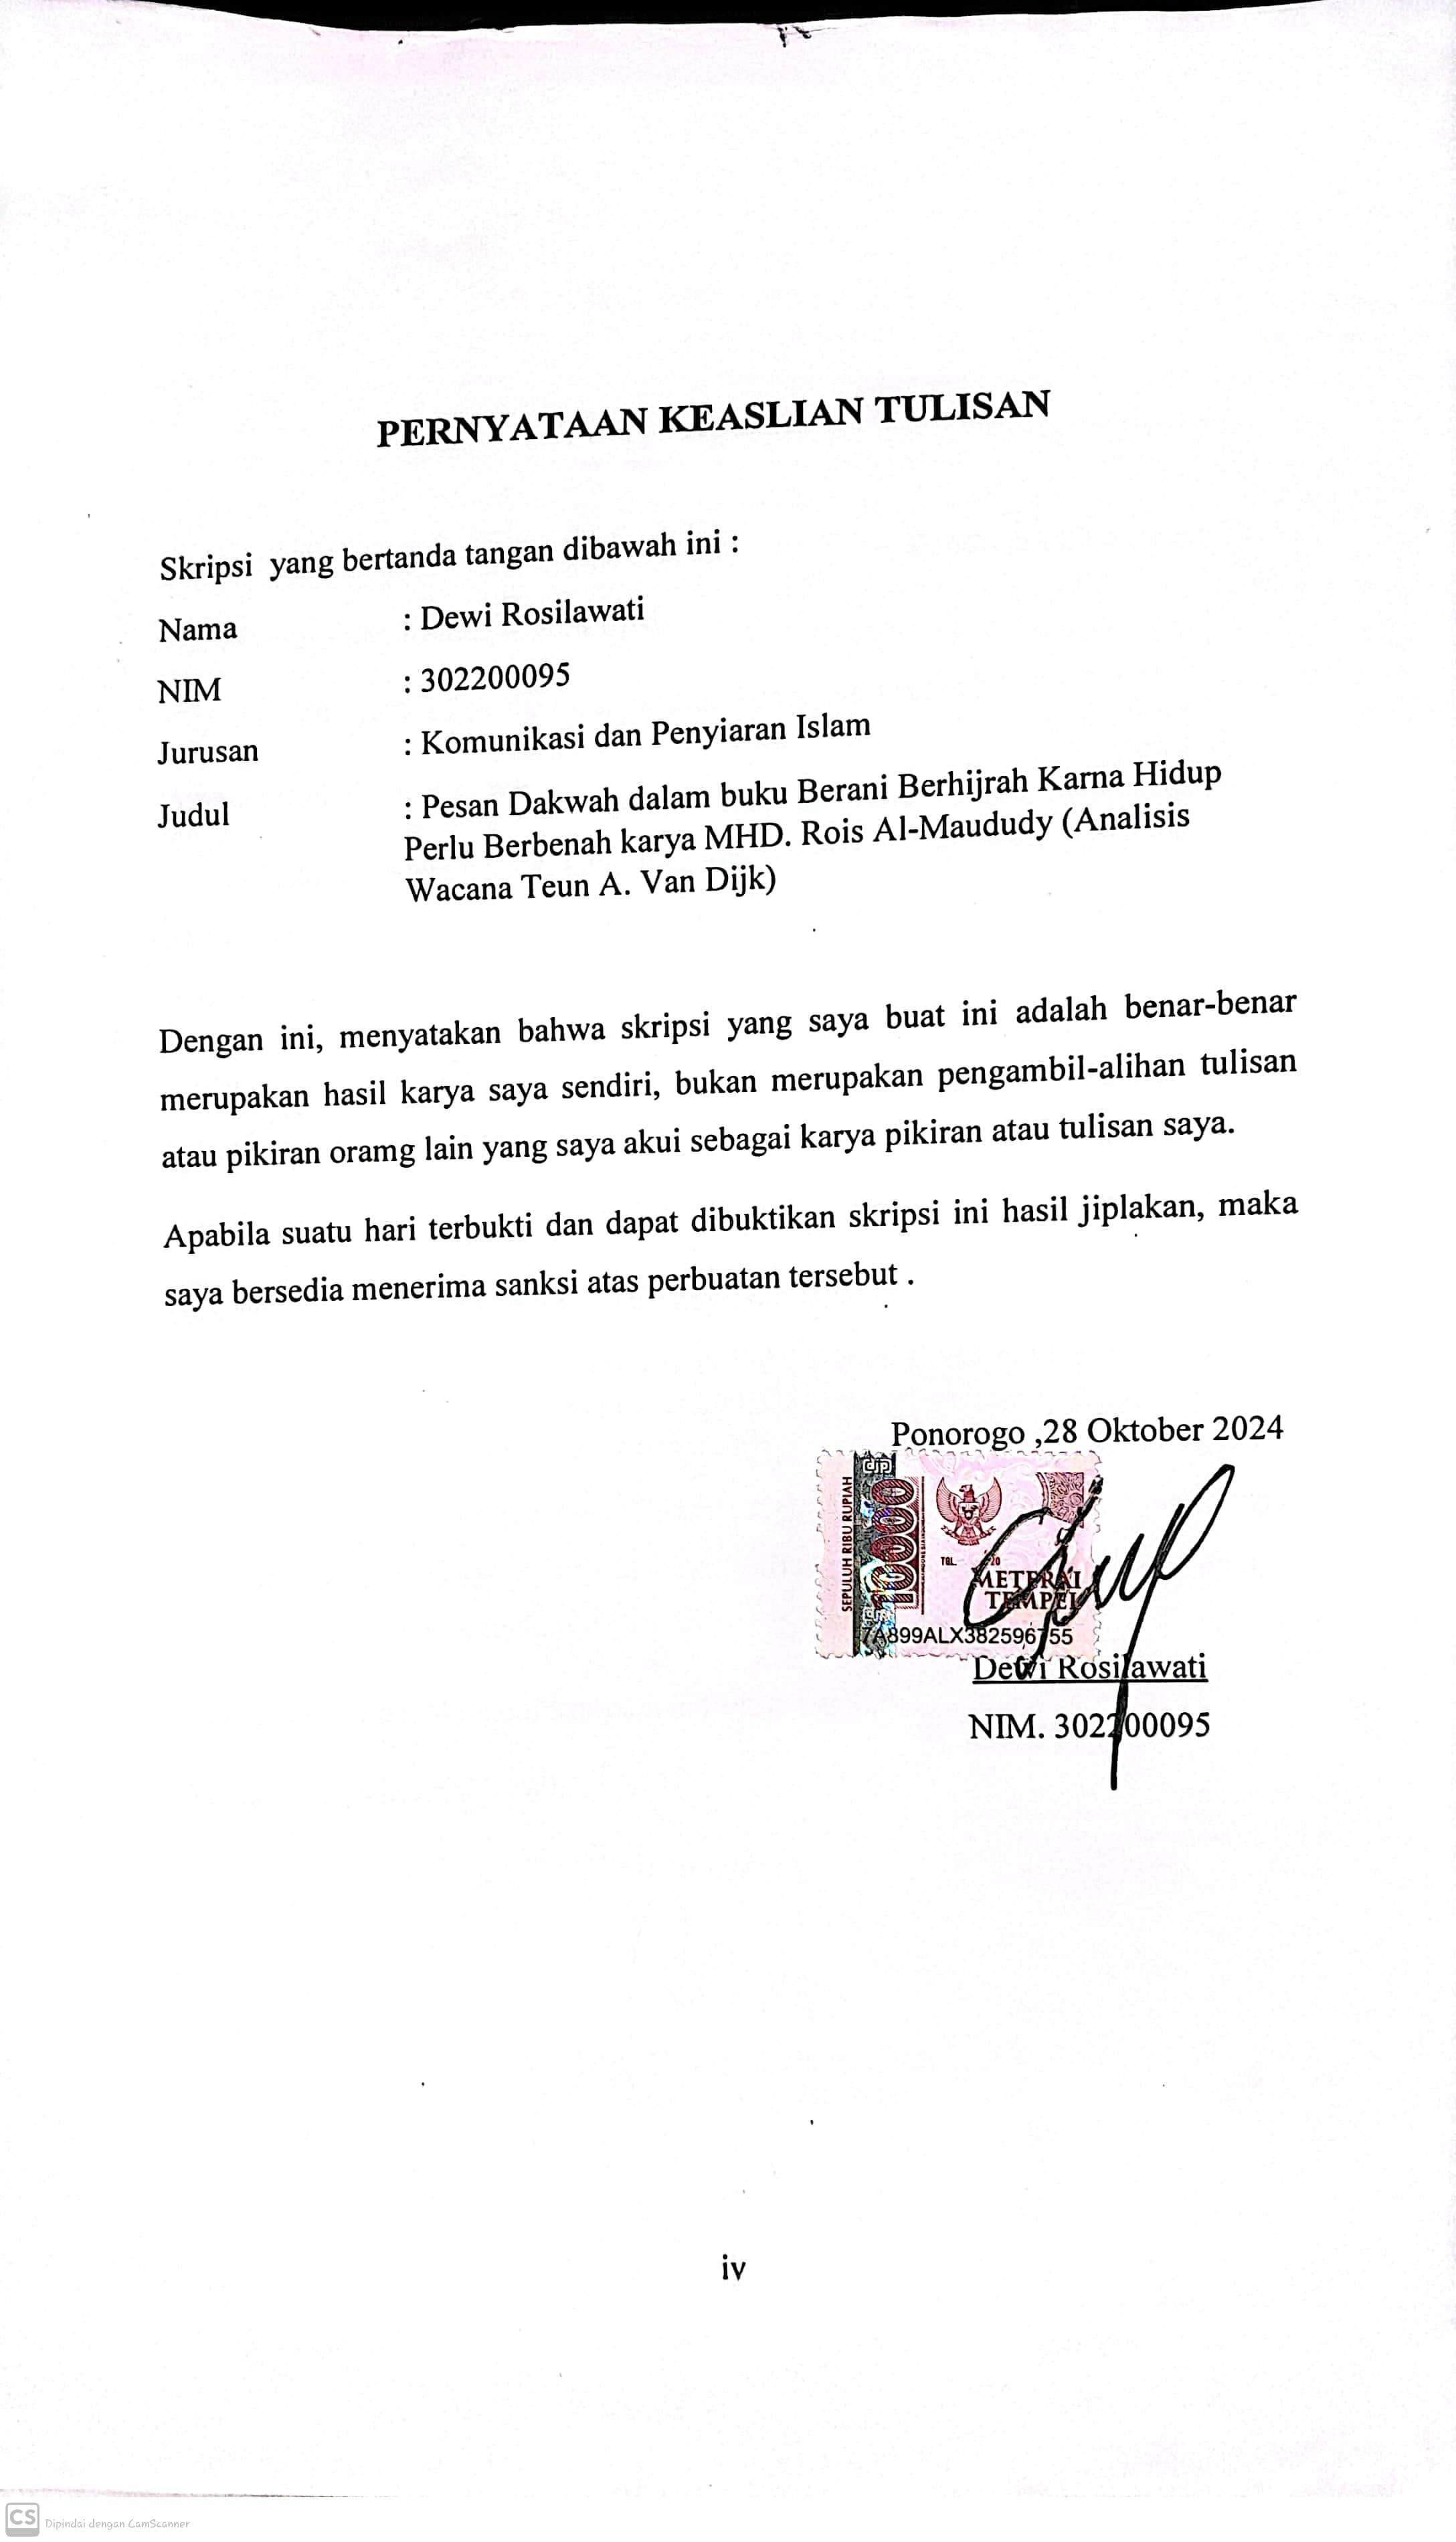 PERNYATAAN KEASLIAN TULISAN
Skripsi yang bertanda tangan dibawah ini :
Nama : Dewi Rosilawati
NIM : 302200095
Jurusan : Komunikasi dan Penyiaran Islam
Judul : Pesan Dakwah dalam buku Berani Berhijrah Karna Hidup
Perlu Berbenah karya MHD. Rois Al-Maududy (Analisis
Wacana Teun A. Van Dijk)
Dengan ini, menyatakan bahwa skripsi yang saya buat ini adalah benar-benar
merupakan hasil karya saya sendiri, bukan merupakan pengambil-alihan tulisan
atau pikiran oramg lain yang saya akui sebagai karya pikiran atau tulisan saya.
Apabila suatu hari terbukti dan dapat dibuktikan skripsi ini hasil jiplakan, maka
saya bersedia menerima sanksi atas perbuatan tersebut .
Ponorogo ,28 Oktober 2024
SEPULUH RIBU RUPIAH
djp
10000
TGL. 20
METERAI
TEMPEL
djp
7A899ALX382596755
Dewi Rosilawati
NIM. 302200095
iv
CS Dipindai dengan CamScanner